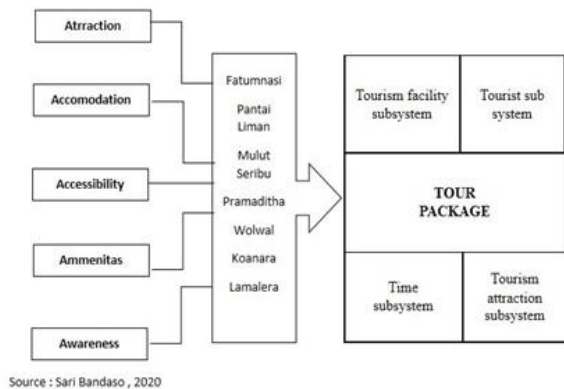 Atrraction
Accomodation
Accessibility
Ammenitas
Awareness
Fatumnasi
Pantai
Liman
Mulut
Seribu
Pramaditha
Wolwal
Koanara
Lamalera
Tourism facility
subsystem
Tourist sub
system
TOUR
PACKAGE
Time
subsystem
Tourism
attraction
subsystem
Source : Sari Bandaso , 2020